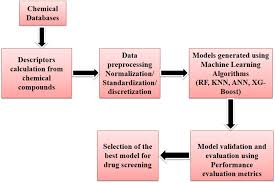 Chemical
Databases
Descriptors
calculation from
chemical
compounds
Data
preprocessing
Normalization/
Standardization/
discretization
Models generated using
Machine Learning
Algorithms
(RF, KNN, ANN, XG-
Boost)
Model validation and
evaluation using
Performance
evaluation metrics
Selection of the
best model for
drug screening